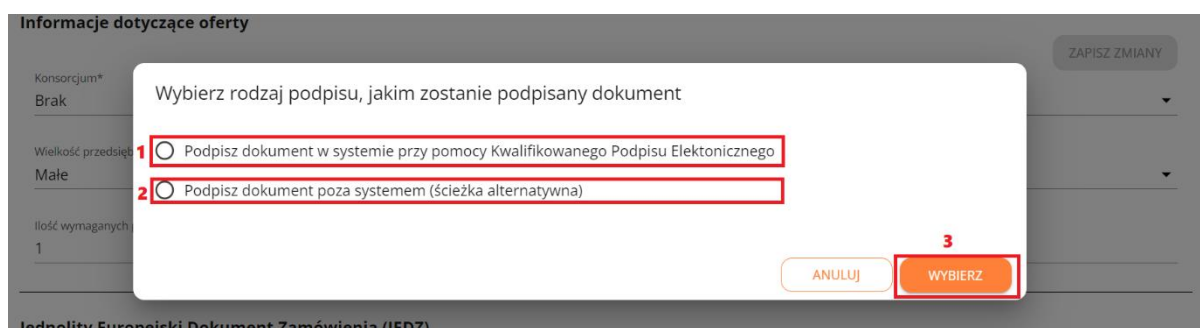 Informacje dotyczące oferty
ZAPISZ ZMIANY
Konsorcjum*
Brak
Wybierz rodzaj podpisu, jakim zostanie podpisany dokument
Wielkość przedsięb
1 Podpisz dokument w systemie przy pomocy Kwalifikowanego Podpisu Elektonicznego
Małe
2 Podpisz dokument poza systemem (ścieżka alternatywna)
Ilość wymaganych
1
3
ANULUJ WYBIERZ
Jednolity Europejski Dokument Zamówienia (JEDZ)